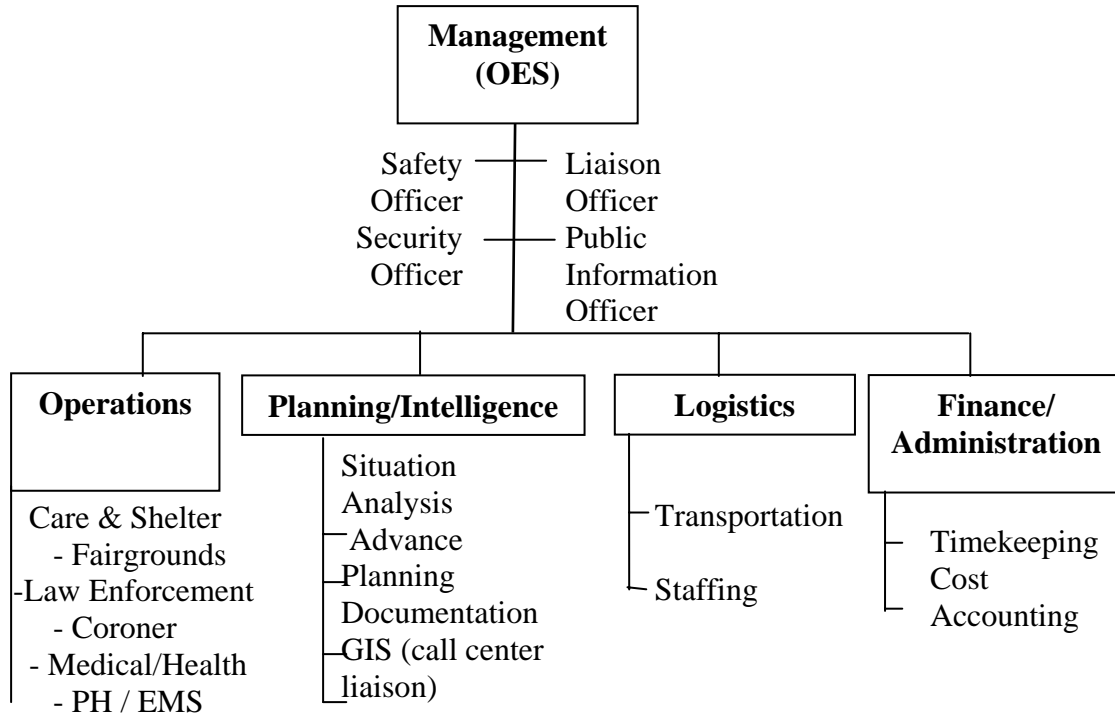 Management
(OES)
Safety
Officer
Security
Officer
Liaison
Officer
Public
Information
Officer
Operations
Care & Shelter
- Fairgrounds
-Law Enforcement
- Coroner
- Medical/Health
- PH / EMS
Planning/Intelligence
Situation
Analysis
Advance
Planning
Documentation
GIS (call center
liaison)
Logistics
Transportation
Staffing
Finance/
Administration
Timekeeping
Cost
Accounting